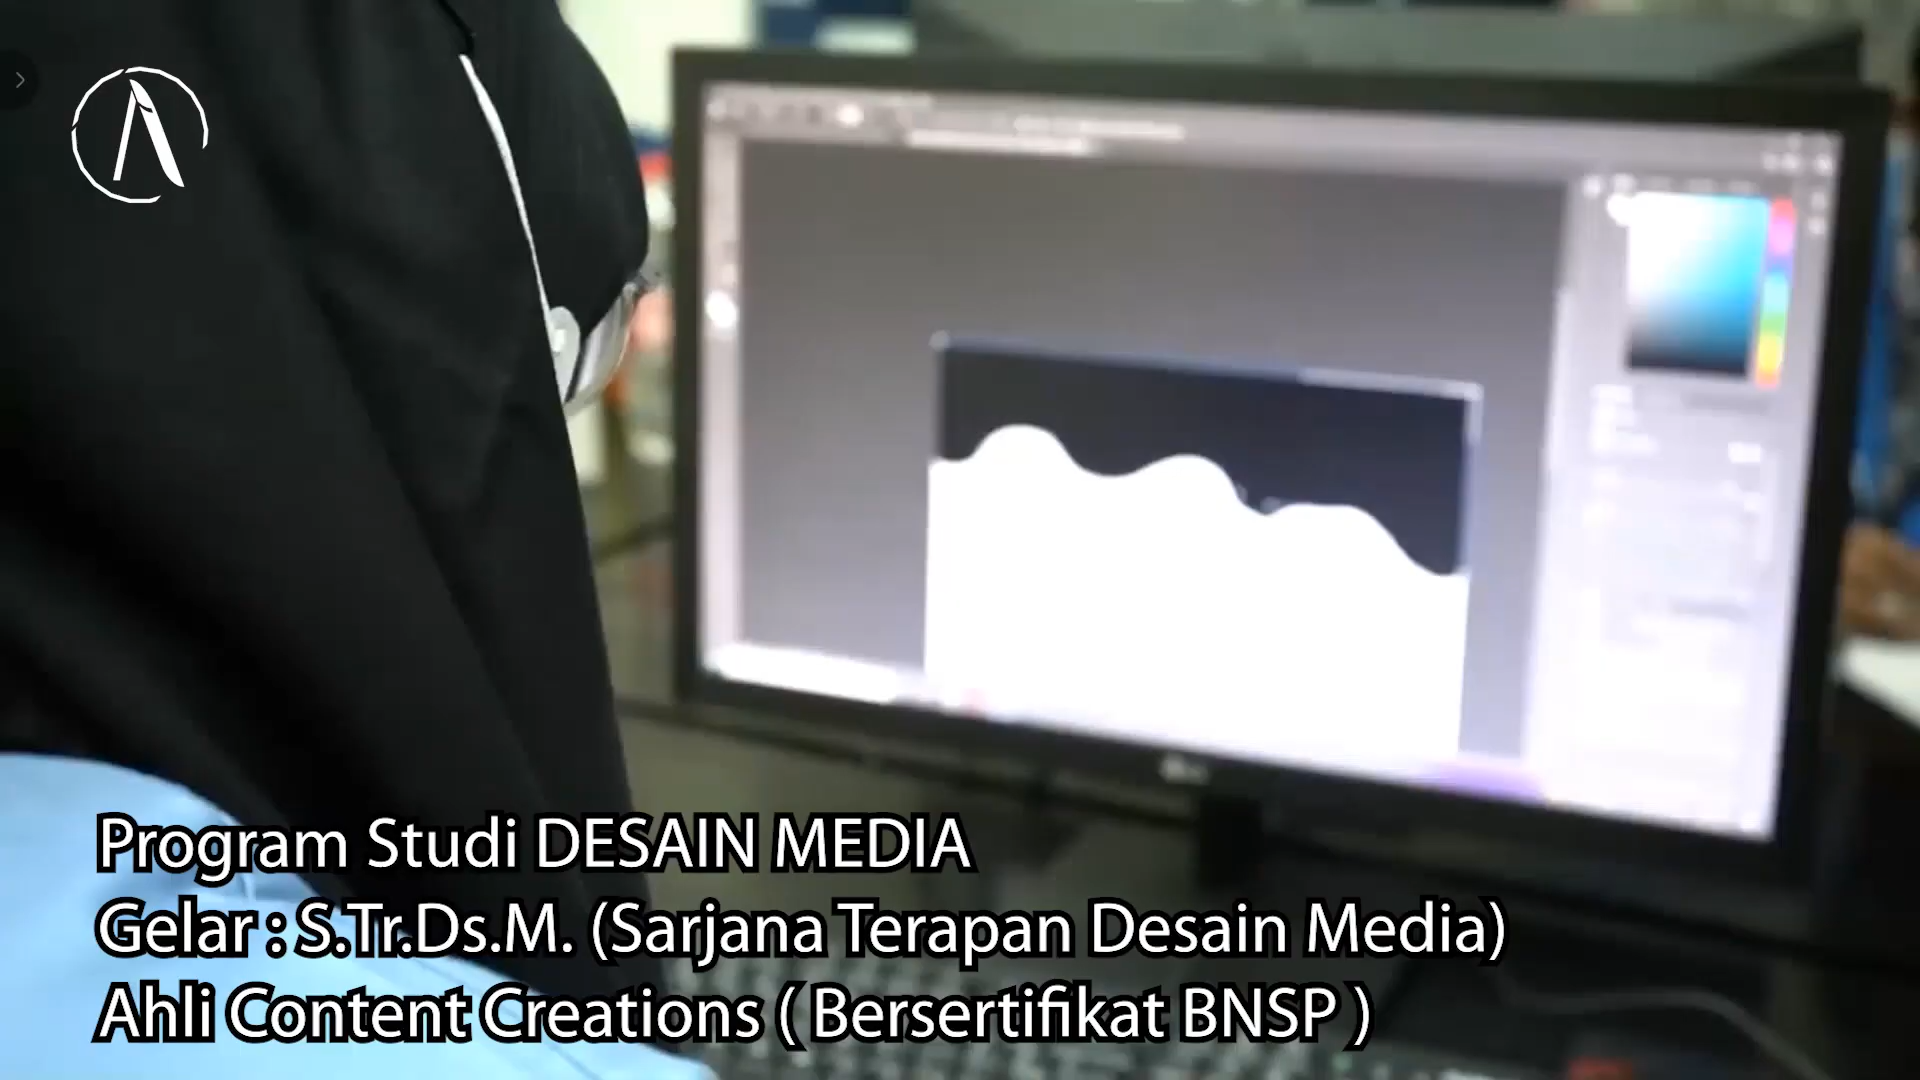 Program Studi DESAIN MEDIA
Gelar : S.Tr.Ds.M. (Sarjana Terapan Desain Media)
Ahli Content Creations ( Bersertifikat BNSP )